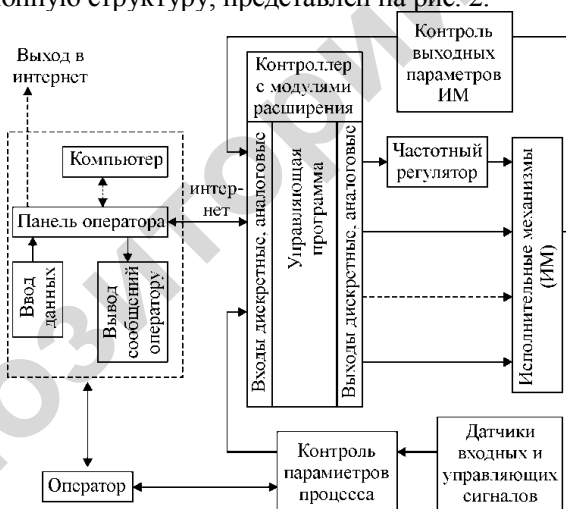 онную структуру, представлен на рис. 2.
Выход в
интернет
Компьютер
Панель оператора
Ввод
данных
Вывод
сообщений
оператору
Оператор
интер-
нет
Контроллер
с модулями
расширения
Входы дискретные, аналоговые
Управляющая
программа
Выходы дискретные, аналоговые
Контроль
выходных
параметров
ИМ
Частотный
регулятор
Исполнительные механизмы
(ИМ)
Контроль
парамиетров
процесса
Датчики
входных и
управляющих
сигналов